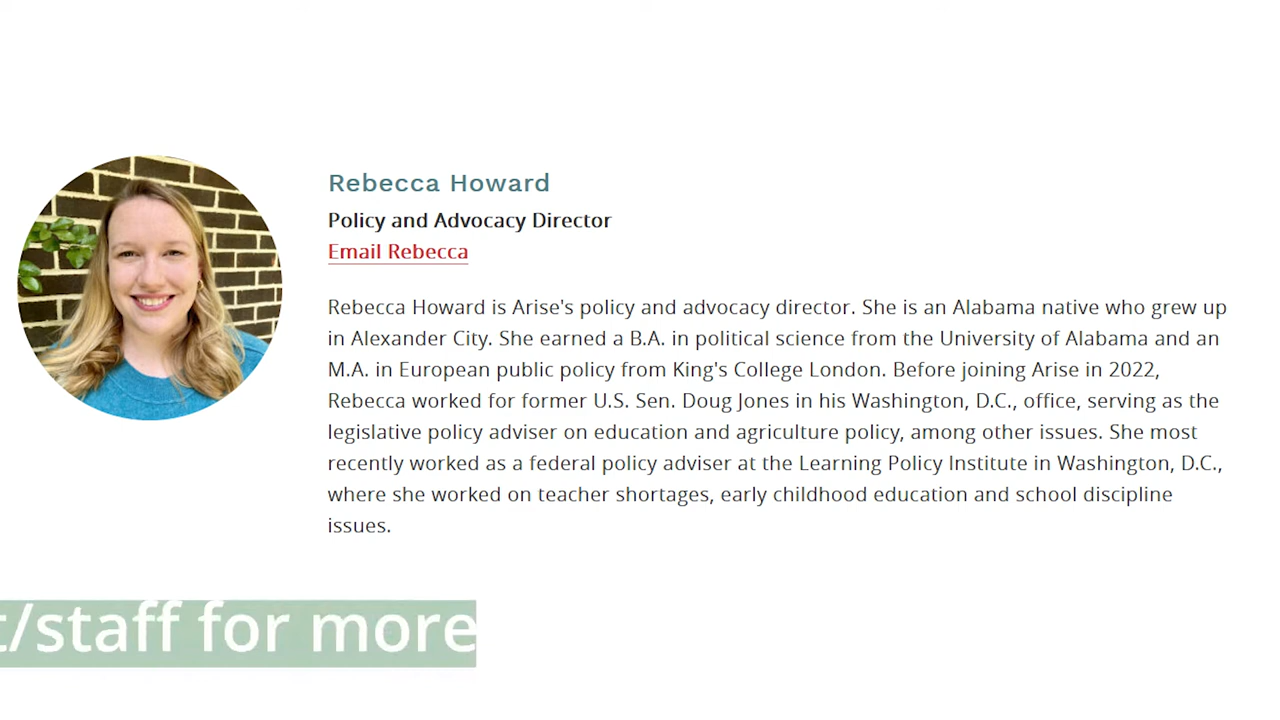 Rebecca Howard
Policy and Advocacy Director
Email Rebecca
Rebecca Howard is Arise's policy and advocacy director. She is an Alabama native who grew up
in Alexander City. She earned a B.A. in political science from the University of Alabama and an
M.A. in European public policy from King's College London. Before joining Arise in 2022,
Rebecca worked for former U.S. Sen. Doug Jones in his Washington, D.C., office, serving as the
legislative policy adviser on education and agriculture policy, among other issues. She most
recently worked as a federal policy adviser at the Learning Policy Institute in Washington, D.C.,
where she worked on teacher shortages, early childhood education and school discipline
issues.
t/staff for more